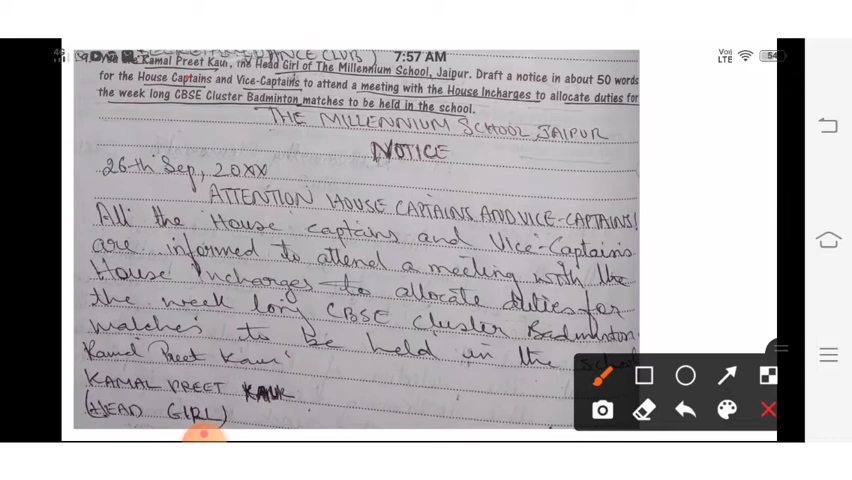 7:57 AM
Voj)
LTE
54
Kamal Preet Kaur, the Head Girl of The Millennium School, Jaipur. Draft a notice in about 50 words
for the House Captains and Vice-Captains to attend a meeting with the House Incharges to allocate duties for
the week long CBSE Cluster Badminton matches to be held in the school.
THE MILLENNIUM SCHOOL, JAIPUR
NOTICE
26th Sep, 20XX
ATTENTION HOUSE CAPTAINS AND VICE-CAPTAINS!
All the House captains and Vice-Captains
are informed to attend a meeting with the
House Incharges to allocate duties for
the week long CBSE Cluster Badminton
matches to be held in the school
Kamal Preet Kaur
KAMAL PREET KAUR
(HEAD GIRL)